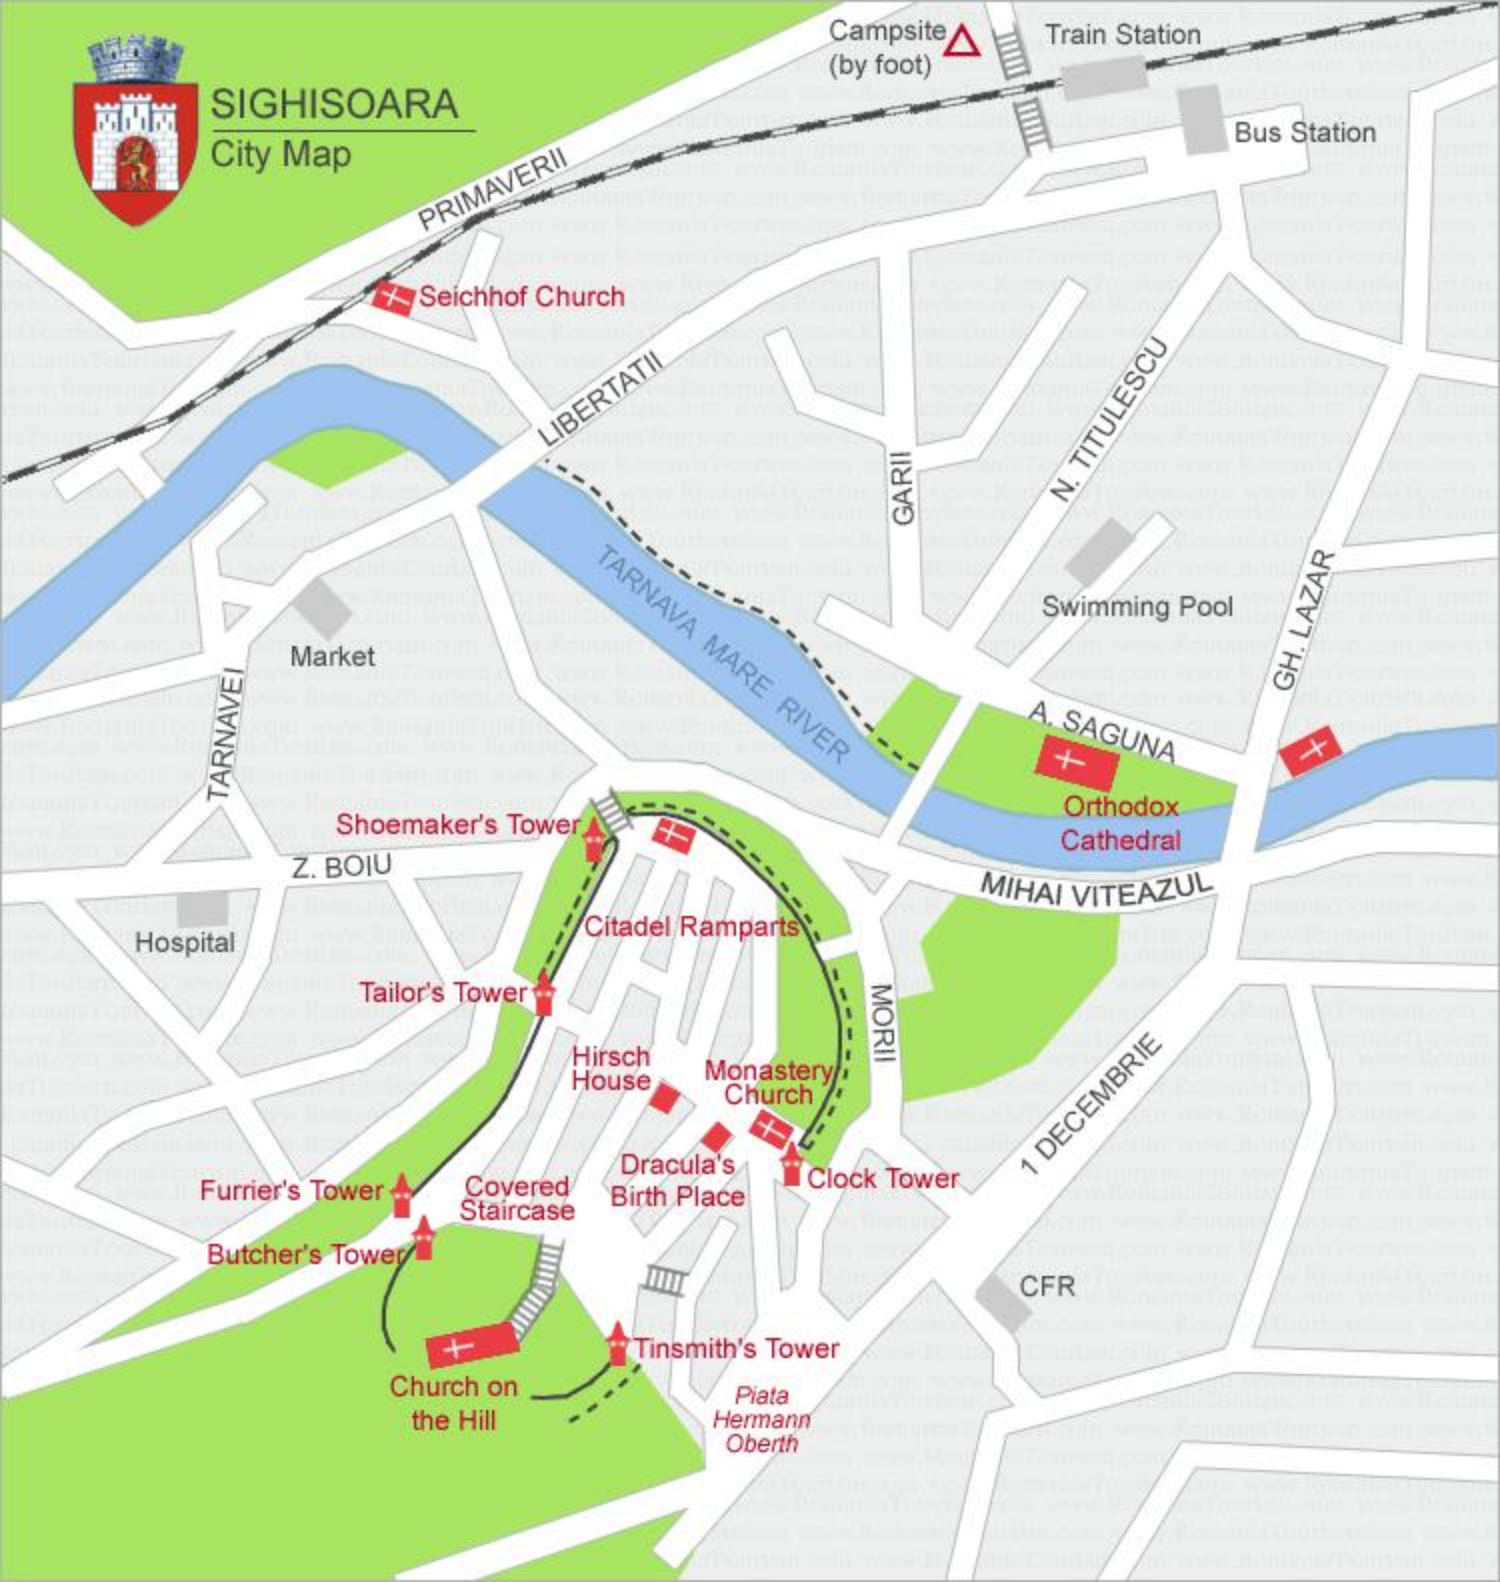 Campsite
(by foot)
Train Station
SIGHISOARA
City Map
Bus Station
PRIMAVERII
Seichhof Church
LIBERTATII
N. TITULESCU
GARII
TARNAVA MARE RIVER
Swimming Pool
GH. LAZAR
Market
TARNAVEI
A. SAGUNA
Orthodox
Cathedral
Shoemaker's Tower
Z. BOIU
MIHAI VITEAZUL
Hospital
Citadel Ramparts
Tailor's Tower
MORII
Hirsch
House
Monastery
Church
1 DECEMBRIE
Dracula's
Birth Place
Clock Tower
Furrier's Tower
Covered
Staircase
Butcher's Tower
CFR
Tinsmith's Tower
Church on
the Hill
Piata
Hermann
Oberth